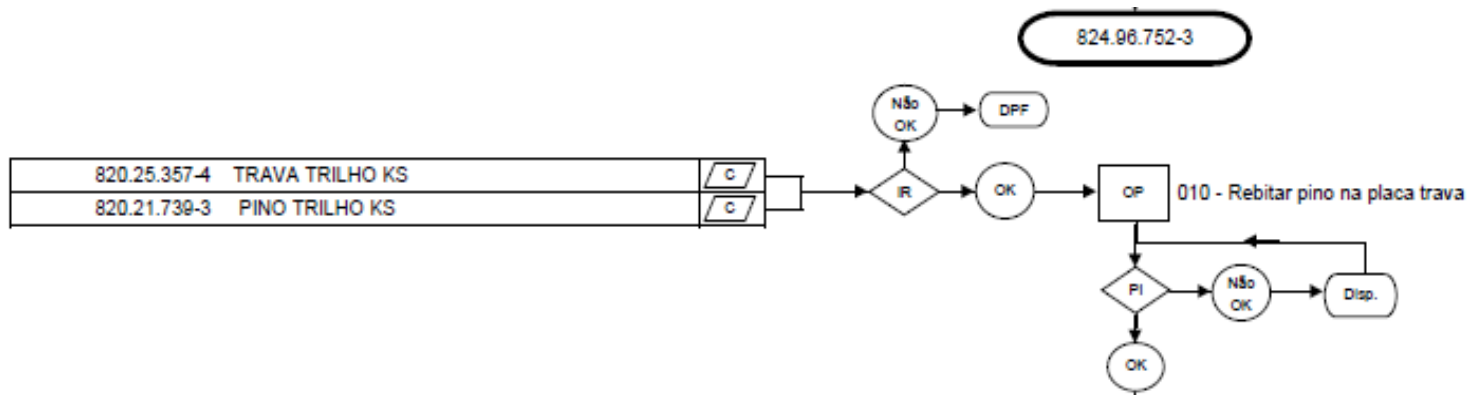 824.96.752-3
Não
OK
DPF
820.25.357-4 TRAVA TRILHO KS C
820.21.739-3 PINO TRILHO KS C
IR
OK
OP
010 - Rebitar pino na placa trava
PI
Não
OK
Disp.
OK